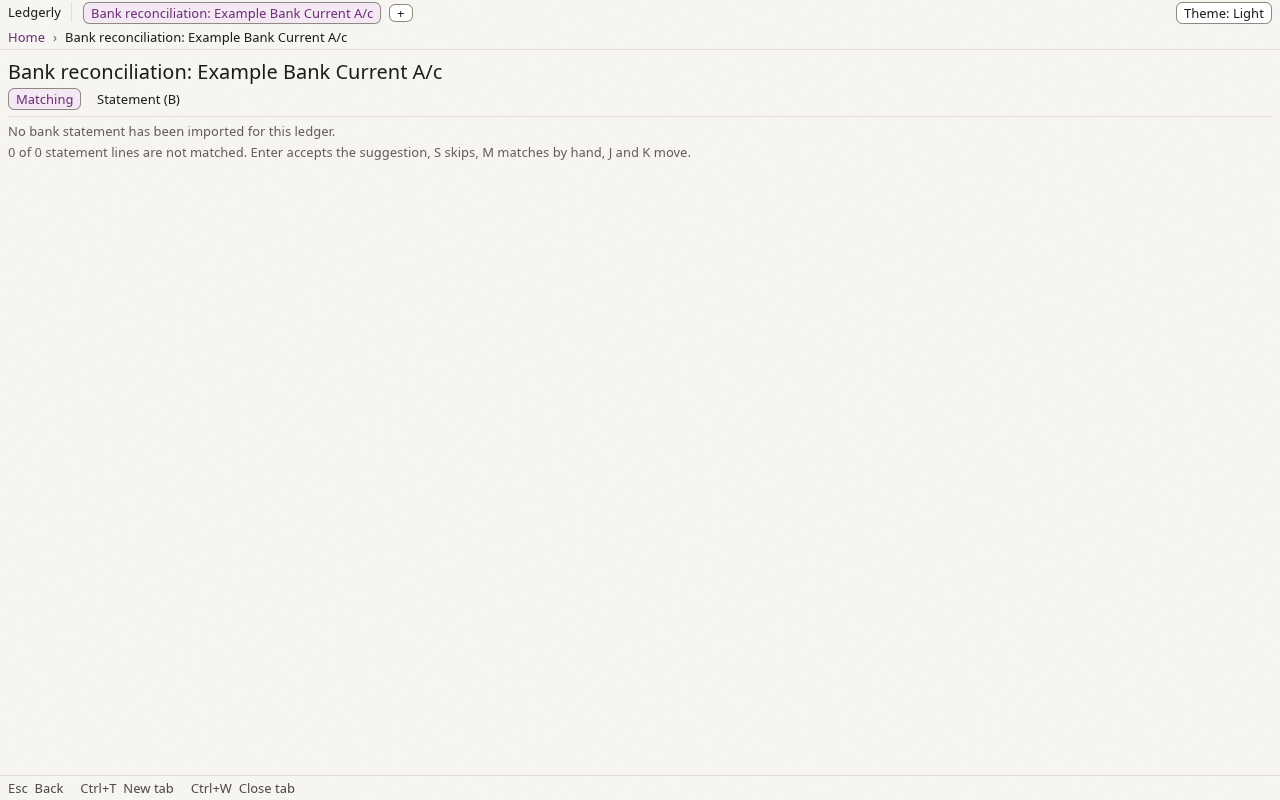 Ledgerly
Bank reconciliation: Example Bank Current A/c
+
Theme: Light
Home › Bank reconciliation: Example Bank Current A/c
Bank reconciliation: Example Bank Current A/c
Matching
Statement (B)
No bank statement has been imported for this ledger.
0 of 0 statement lines are not matched. Enter accepts the suggestion, S skips, M matches by hand, J and K move.
Esc Back Ctrl+T New tab Ctrl+W Close tab